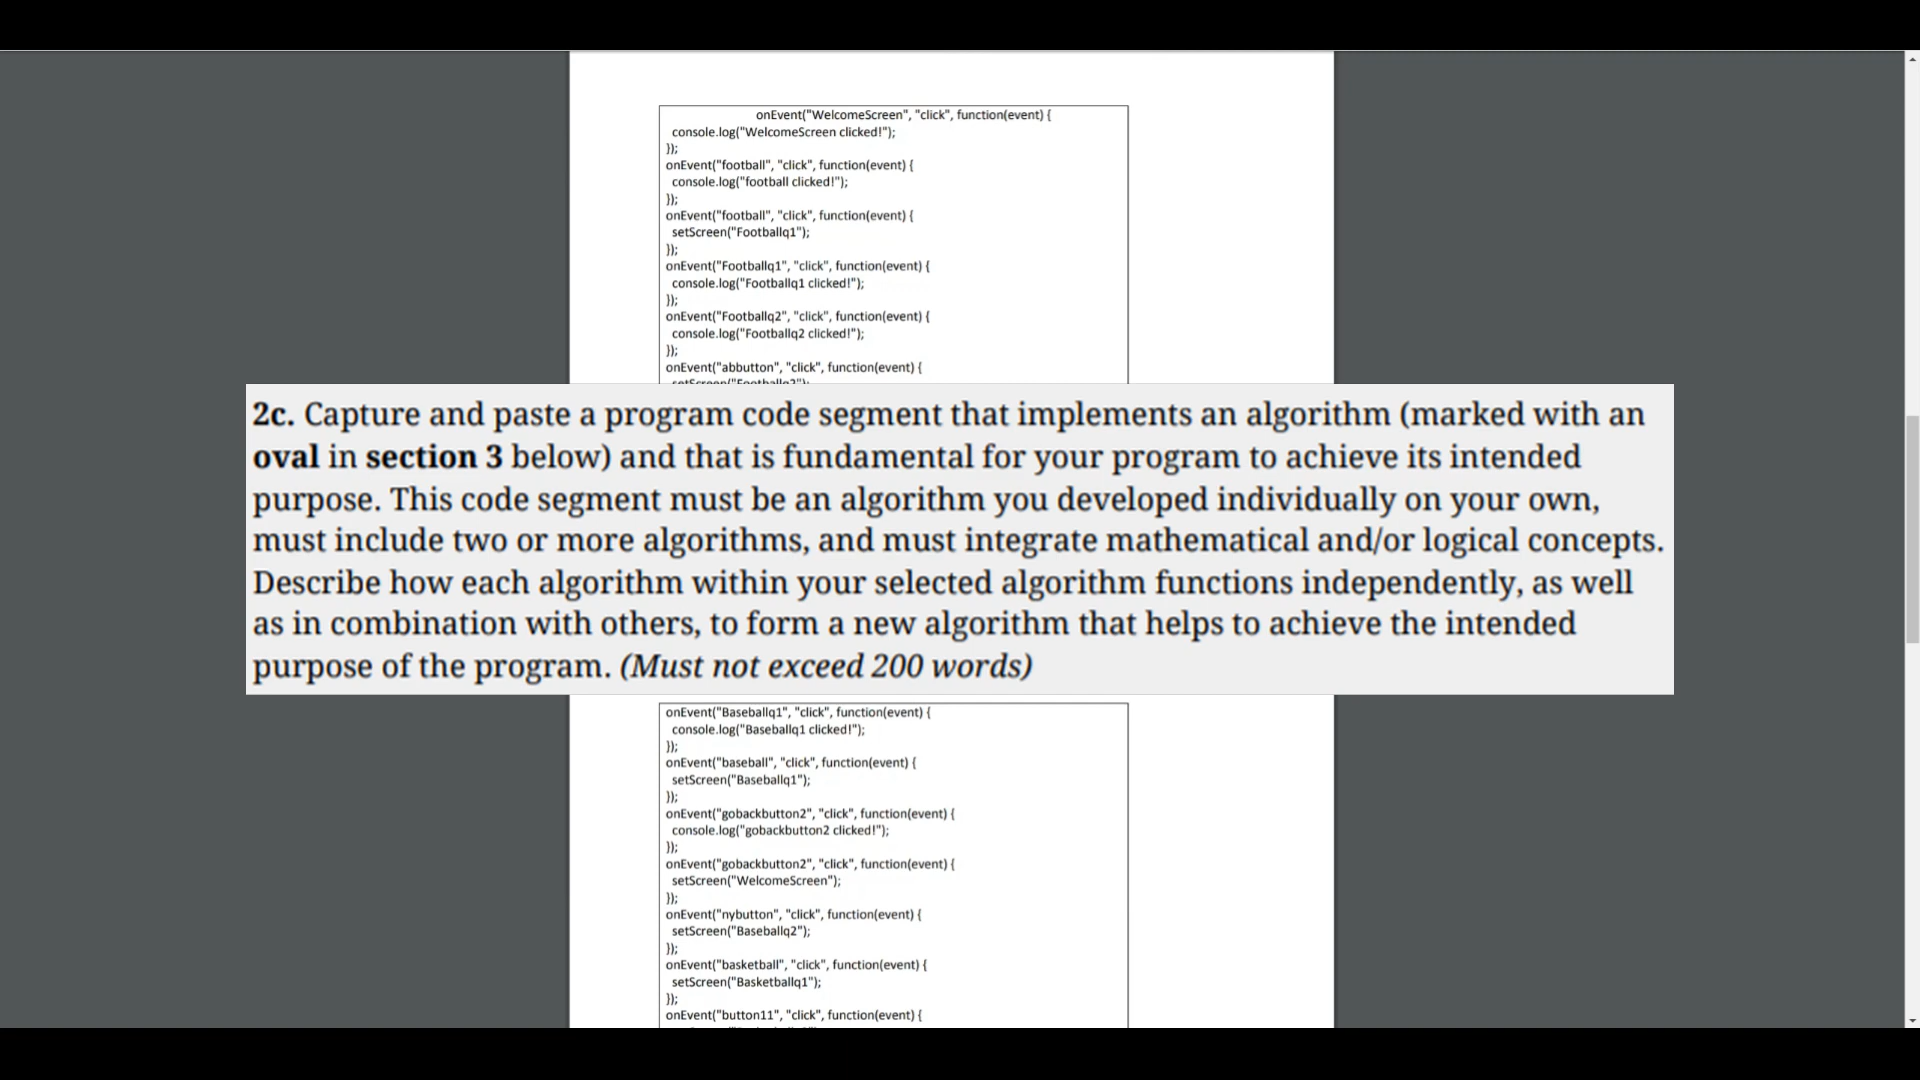 onEvent("WelcomeScreen", "click", function(event) {
console.log("WelcomeScreen clicked!");
});
onEvent("football", "click", function(event) {
console.log("football clicked!");
});
onEvent("football", "click", function(event) {
setScreen("Footballq1");
});
onEvent("Footballq1", "click", function(event) {
console.log("Footballq1 clicked!");
});
onEvent("Footballq2", "click", function(event) {
console.log("Footballq2 clicked!");
});
onEvent("abbutton", "click", function(event) {
2c. Capture and paste a program code segment that implements an algorithm (marked with an
oval in section 3 below) and that is fundamental for your program to achieve its intended
purpose. This code segment must be an algorithm you developed individually on your own,
must include two or more algorithms, and must integrate mathematical and/or logical concepts.
Describe how each algorithm within your selected algorithm functions independently, as well
as in combination with others, to form a new algorithm that helps to achieve the intended
purpose of the program. (Must not exceed 200 words)
onEvent("Baseballq1", "click", function(event) {
console.log("Baseballq1 clicked!");
});
onEvent("baseball", "click", function(event) {
setScreen("Baseballq1");
});
onEvent("gobackbutton2", "click", function(event) {
console.log("gobackbutton2 clicked!");
});
onEvent("gobackbutton2", "click", function(event) {
setScreen("WelcomeScreen");
});
onEvent("nybutton", "click", function(event) {
setScreen("Baseballq2");
});
onEvent("basketball", "click", function(event) {
setScreen("Basketballq1");
});
onEvent("button11", "click", function(event) {